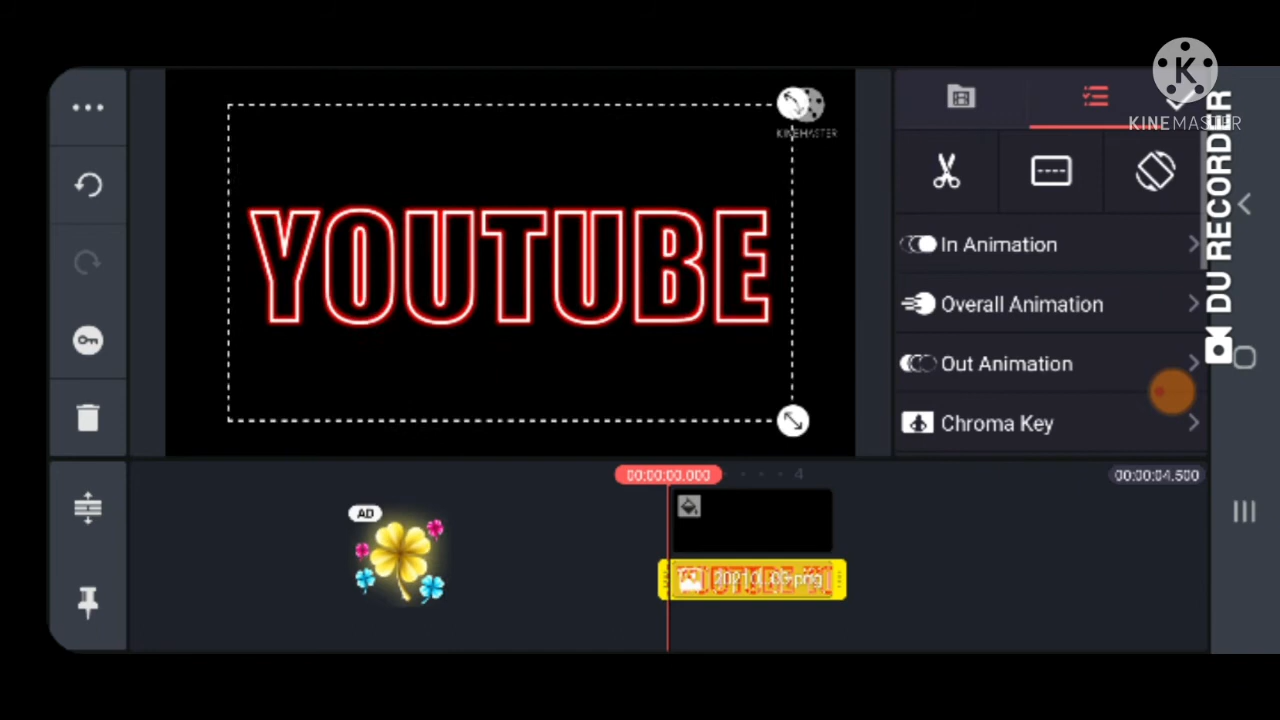 KINEMASTER
KINEMASTER
DU RECORDER
YOUTUBE
In Animation
Overall Animation
Out Animation
Chroma Key
00:00:00.000
4
00:00:04.500
AD